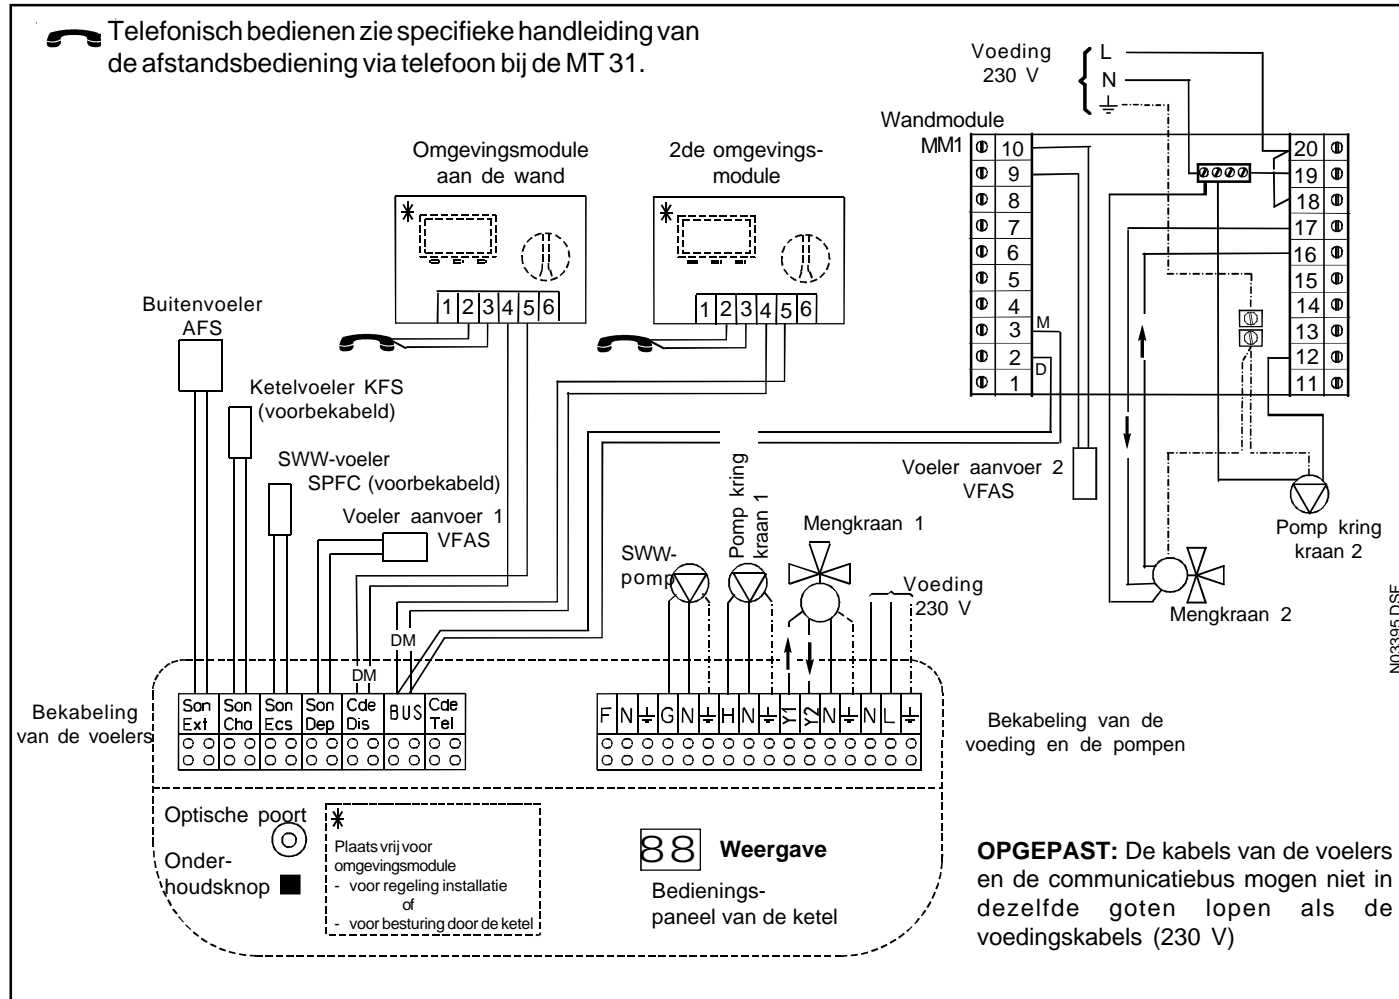 Telefonisch bedienen zie specifieke handleiding van
de afstandsbediening via telefoon bij de MT 31.
Voeding
230 V
L
N
Wandmodule
MM1
10
9
8
7
6
5
4
3
2
1
M
D
20
19
18
17
16
15
14
13
12
11
Omgevingsmodule
aan de wand
1 2 3 4 5 6
2de omgevings-
module
1 2 3 4 5 6
Buitenvoeler
AFS
Ketelvoeler KFS
(voorbekabeld)
SWW-voeler
SPFC (voorbekabeld)
Voeler aanvoer 1
VFAS
Voeler aanvoer 2
VFAS
Pomp kring
kraan 2
Mengkraan 2
SWW-
pomp
Pomp kring
kraan 1
Mengkraan 1
Voeding
230 V
DM
DM
Bekabeling
van de voelers
Son Ext
Son Cha
Son Ecs
Son Dep
Cde Dis
BUS
Cde Tel
F N G N H N Y1 Y2 N N L
Bekabeling van de
voeding en de pompen
Optische poort
Onder-
houdsknop
Plaats vrij voor
omgevingsmodule
- voor regeling installatie
of
- voor besturing door de ketel
88 Weergave
Bedienings-
paneel van de ketel
OPGEPAST: De kabels van de voelers
en de communicatiebus mogen niet in
dezelfde goten lopen als de
voedingskabels (230 V)
N03395.DSF